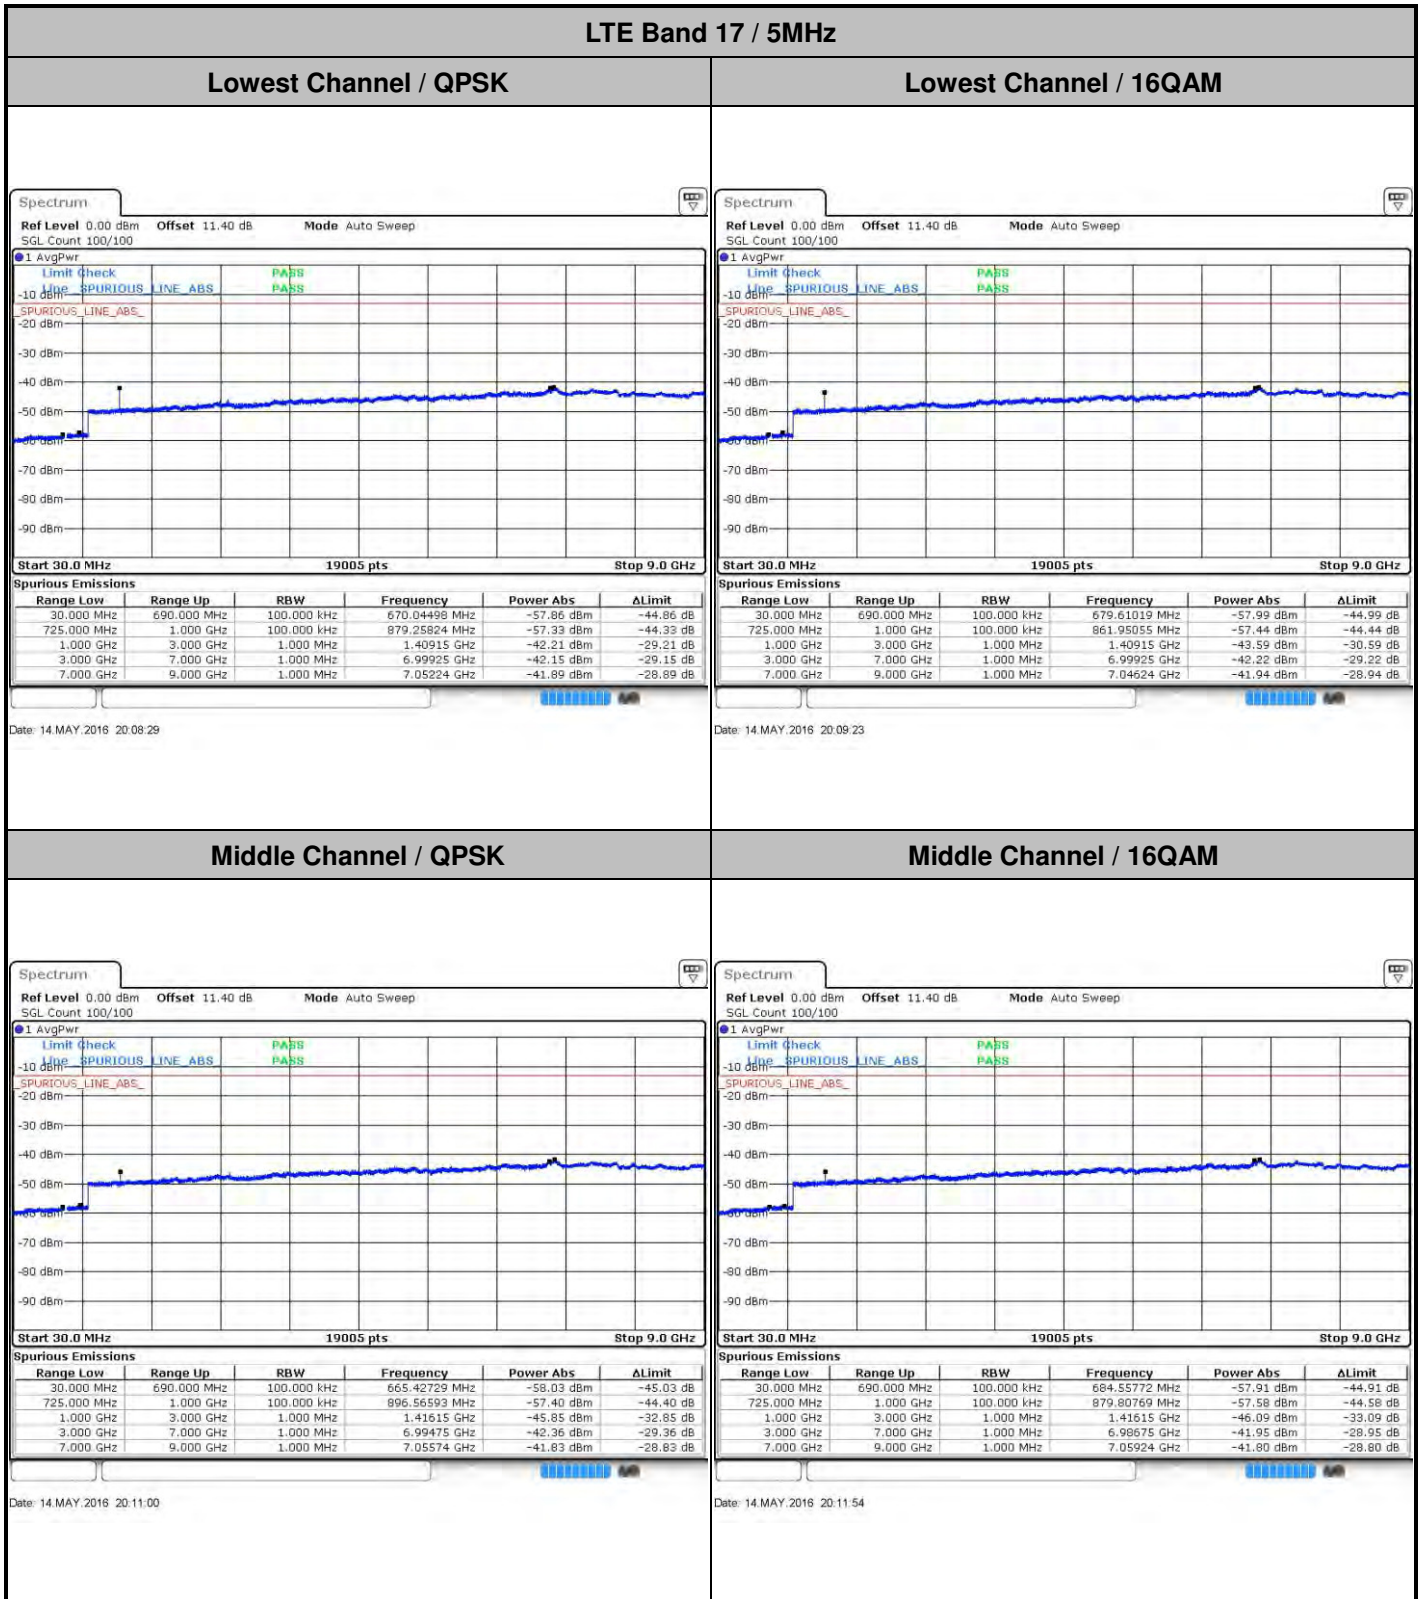 LTE Band 17 / 5MHz
Lowest Channel / QPSK
Lowest Channel / 16QAM
Spectrum
Ref Level 0.00 dBm Offset 11.40 dB Mode Auto Sweep
SGL Count 100/100
1 AvgPwr
Limit Check PASS
Line _SPURIOUS_LINE_ABS_ PASS
-10 dBm
_SPURIOUS_LINE_ABS_
-20 dBm
-30 dBm
-40 dBm
-50 dBm
-60 dBm
-70 dBm
-80 dBm
-90 dBm
Start 30.0 MHz 19005 pts Stop 9.0 GHz
Spurious Emissions
Range Low Range Up RBW Frequency Power Abs ΔLimit
30.000 MHz 690.000 MHz 100.000 kHz 670.04498 MHz -57.86 dBm -44.86 dB
725.000 MHz 1.000 GHz 100.000 kHz 879.25824 MHz -57.33 dBm -44.33 dB
1.000 GHz 3.000 GHz 1.000 MHz 1.40915 GHz -42.21 dBm -29.21 dB
3.000 GHz 7.000 GHz 1.000 MHz 6.99925 GHz -42.15 dBm -29.15 dB
7.000 GHz 9.000 GHz 1.000 MHz 7.05224 GHz -41.89 dBm -28.89 dB
Date: 14.MAY.2016 20:08:29
Spectrum
Ref Level 0.00 dBm Offset 11.40 dB Mode Auto Sweep
SGL Count 100/100
1 AvgPwr
Limit Check PASS
Line _SPURIOUS_LINE_ABS_ PASS
-10 dBm
_SPURIOUS_LINE_ABS_
-20 dBm
-30 dBm
-40 dBm
-50 dBm
-60 dBm
-70 dBm
-80 dBm
-90 dBm
Start 30.0 MHz 19005 pts Stop 9.0 GHz
Spurious Emissions
Range Low Range Up RBW Frequency Power Abs ΔLimit
30.000 MHz 690.000 MHz 100.000 kHz 679.61019 MHz -57.99 dBm -44.99 dB
725.000 MHz 1.000 GHz 100.000 kHz 861.95055 MHz -57.44 dBm -44.44 dB
1.000 GHz 3.000 GHz 1.000 MHz 1.40915 GHz -43.59 dBm -30.59 dB
3.000 GHz 7.000 GHz 1.000 MHz 6.99925 GHz -42.22 dBm -29.22 dB
7.000 GHz 9.000 GHz 1.000 MHz 7.04624 GHz -41.94 dBm -28.94 dB
Date: 14.MAY.2016 20:09:23
Middle Channel / QPSK
Middle Channel / 16QAM
Spectrum
Ref Level 0.00 dBm Offset 11.40 dB Mode Auto Sweep
SGL Count 100/100
1 AvgPwr
Limit Check PASS
Line _SPURIOUS_LINE_ABS_ PASS
-10 dBm
_SPURIOUS_LINE_ABS_
-20 dBm
-30 dBm
-40 dBm
-50 dBm
-60 dBm
-70 dBm
-80 dBm
-90 dBm
Start 30.0 MHz 19005 pts Stop 9.0 GHz
Spurious Emissions
Range Low Range Up RBW Frequency Power Abs ΔLimit
30.000 MHz 690.000 MHz 100.000 kHz 665.42729 MHz -58.03 dBm -45.03 dB
725.000 MHz 1.000 GHz 100.000 kHz 896.56593 MHz -57.40 dBm -44.40 dB
1.000 GHz 3.000 GHz 1.000 MHz 1.41615 GHz -45.85 dBm -32.85 dB
3.000 GHz 7.000 GHz 1.000 MHz 6.99475 GHz -42.36 dBm -29.36 dB
7.000 GHz 9.000 GHz 1.000 MHz 7.05574 GHz -41.83 dBm -28.83 dB
Date: 14.MAY.2016 20:11:00
Spectrum
Ref Level 0.00 dBm Offset 11.40 dB Mode Auto Sweep
SGL Count 100/100
1 AvgPwr
Limit Check PASS
Line _SPURIOUS_LINE_ABS_ PASS
-10 dBm
_SPURIOUS_LINE_ABS_
-20 dBm
-30 dBm
-40 dBm
-50 dBm
-60 dBm
-70 dBm
-80 dBm
-90 dBm
Start 30.0 MHz 19005 pts Stop 9.0 GHz
Spurious Emissions
Range Low Range Up RBW Frequency Power Abs ΔLimit
30.000 MHz 690.000 MHz 100.000 kHz 684.55772 MHz -57.91 dBm -44.91 dB
725.000 MHz 1.000 GHz 100.000 kHz 879.80769 MHz -57.58 dBm -44.58 dB
1.000 GHz 3.000 GHz 1.000 MHz 1.41615 GHz -46.09 dBm -33.09 dB
3.000 GHz 7.000 GHz 1.000 MHz 6.98675 GHz -41.95 dBm -28.95 dB
7.000 GHz 9.000 GHz 1.000 MHz 7.05924 GHz -41.80 dBm -28.80 dB
Date: 14.MAY.2016 20:11:54